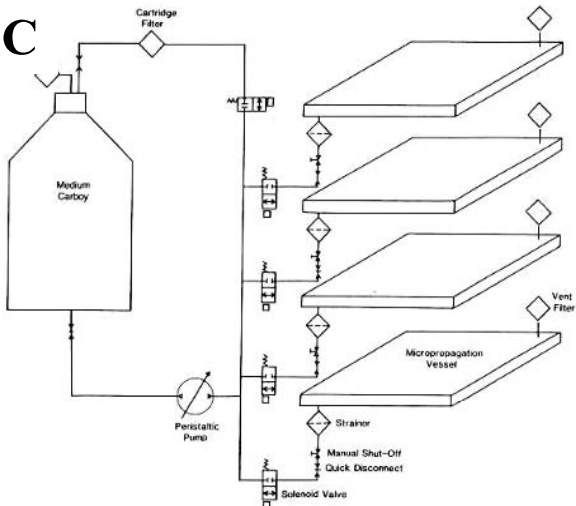 C
Cartridge
Filter
Medium
Carboy
Vent
Filter
Micropropagation
Vessel
Peristaltic
Pump
Strainer
Manual Shut-Off
Quick Disconnect
Solenoid Valve